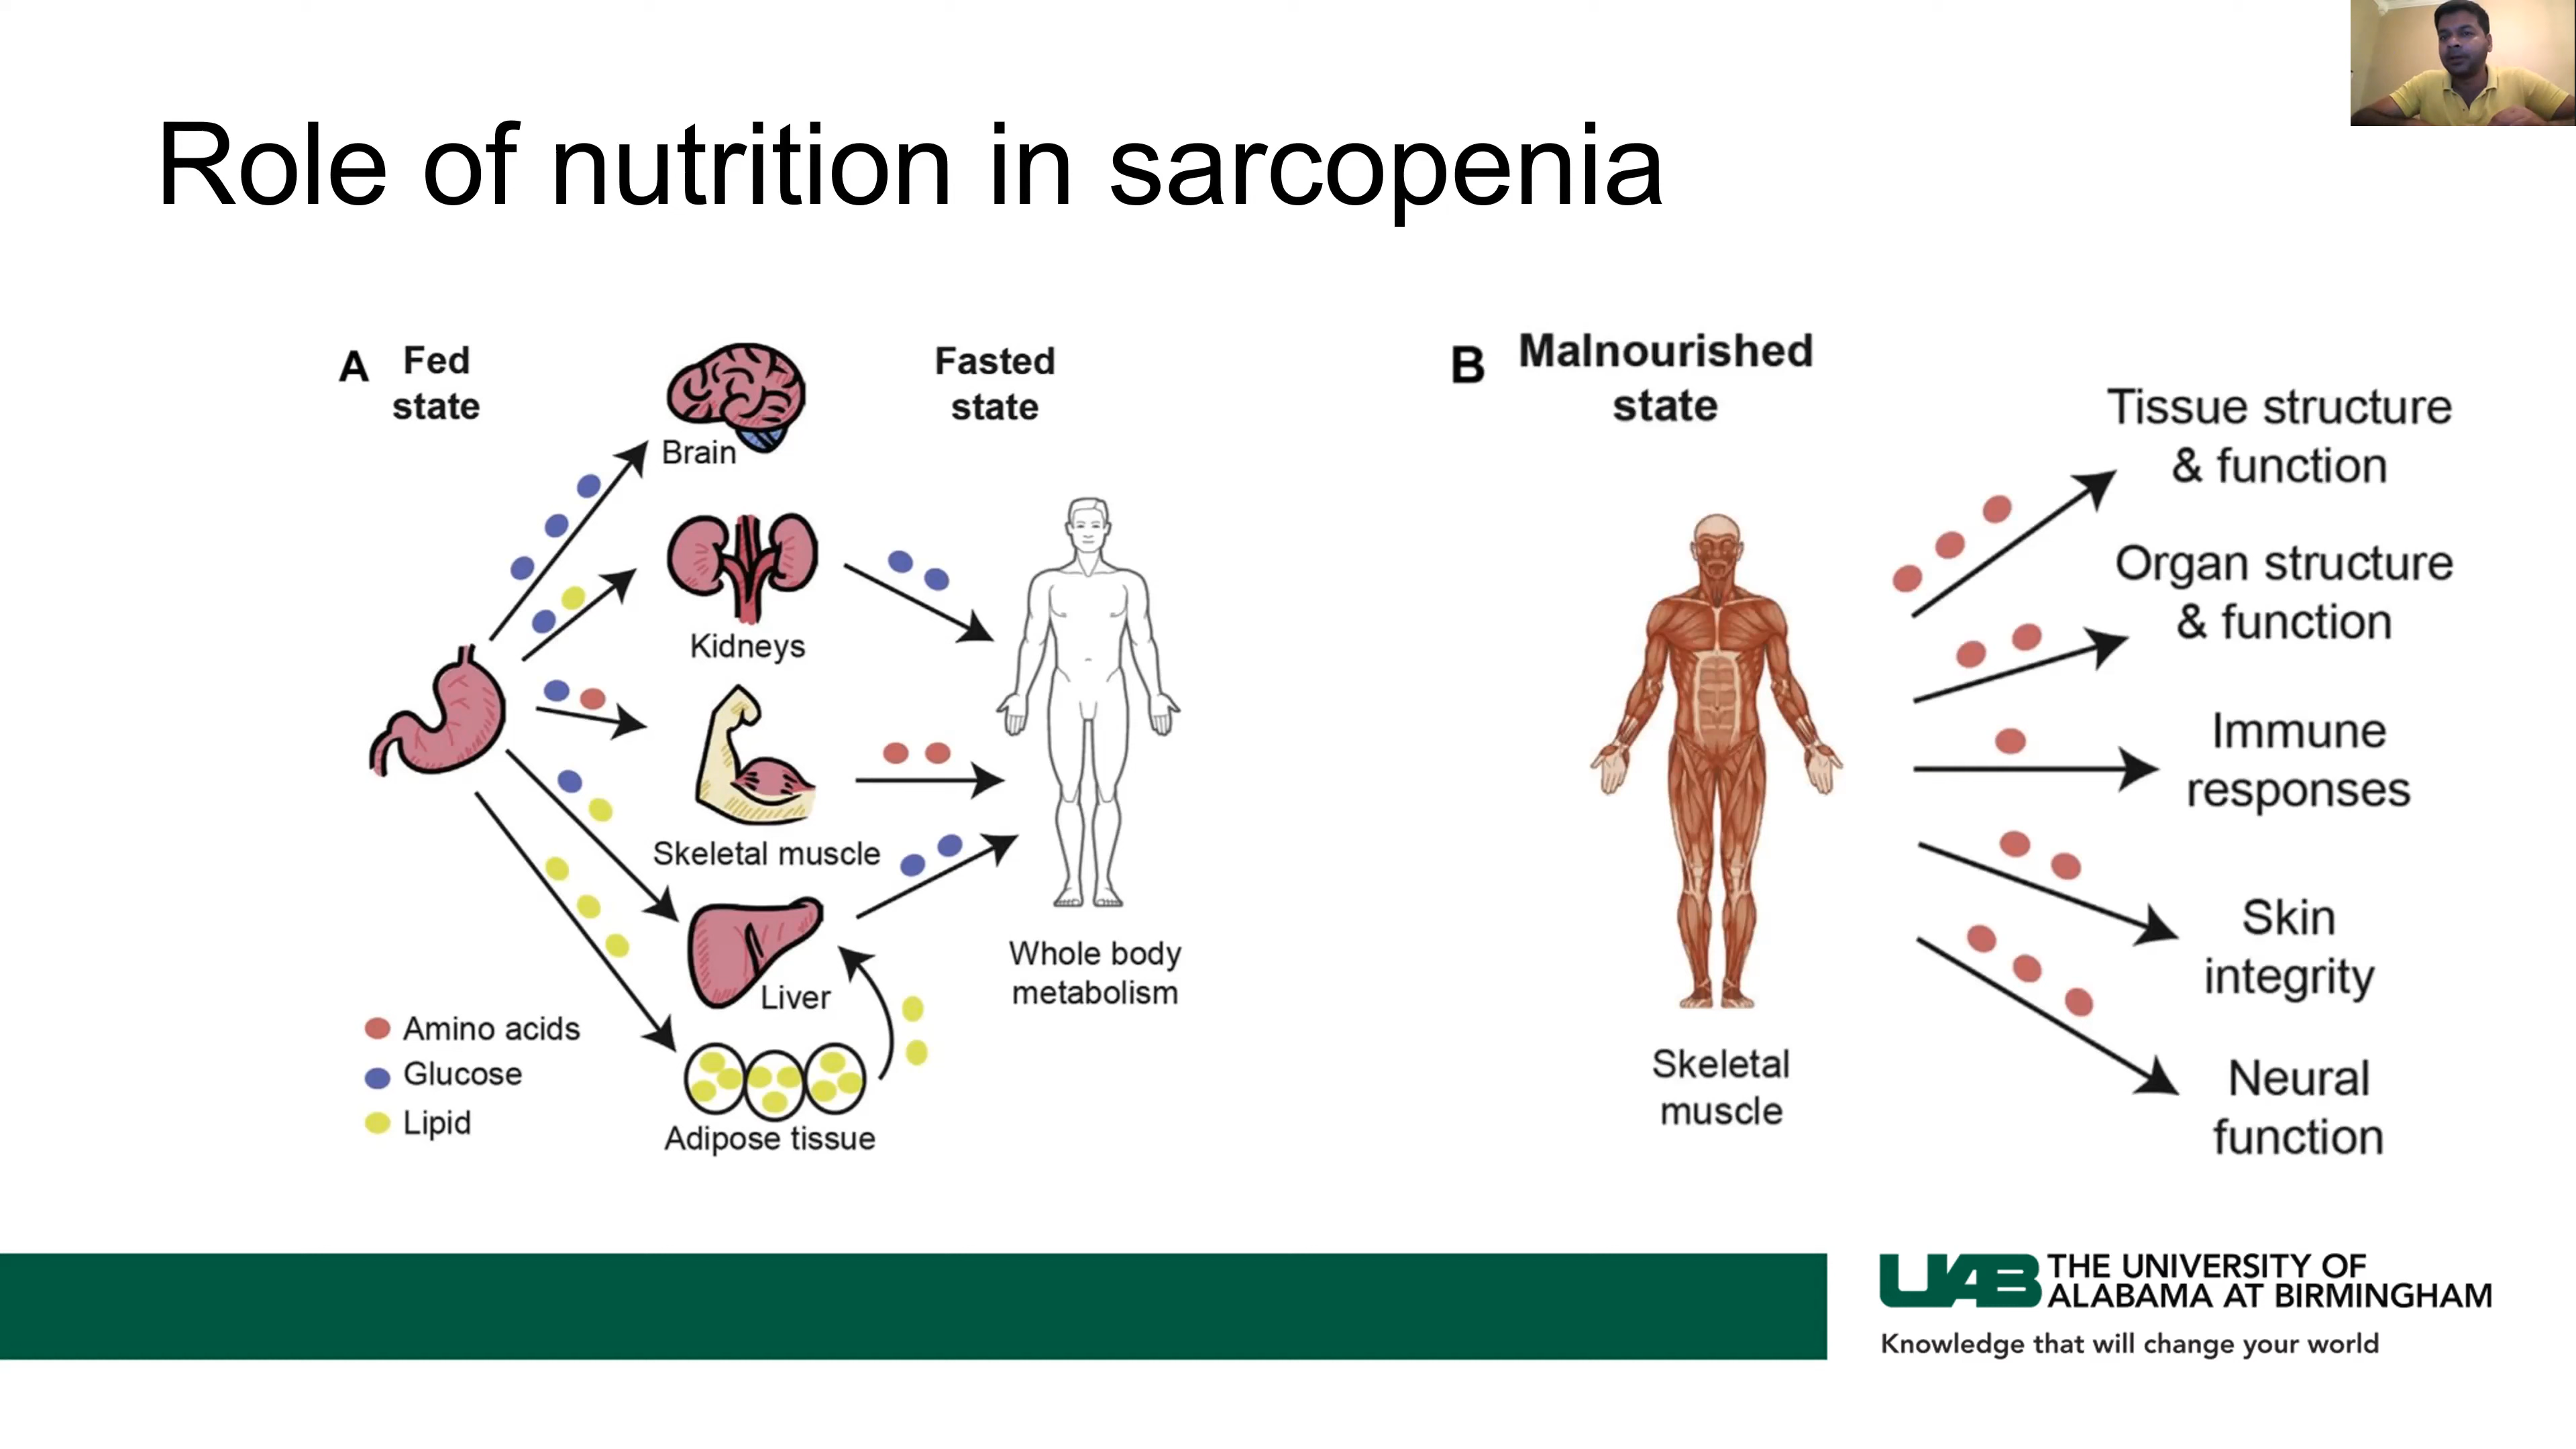 Role of nutrition in sarcopenia
A
Fed
state
Fasted
state
Brain
Kidneys
Skeletal muscle
Liver
Adipose tissue
Whole body
metabolism
Amino acids
Glucose
Lipid
B
Malnourished
state
Skeletal
muscle
Tissue structure
& function
Organ structure
& function
Immune
responses
Skin
integrity
Neural
function
UAB
THE UNIVERSITY OF
ALABAMA AT BIRMINGHAM
Knowledge that will change your world